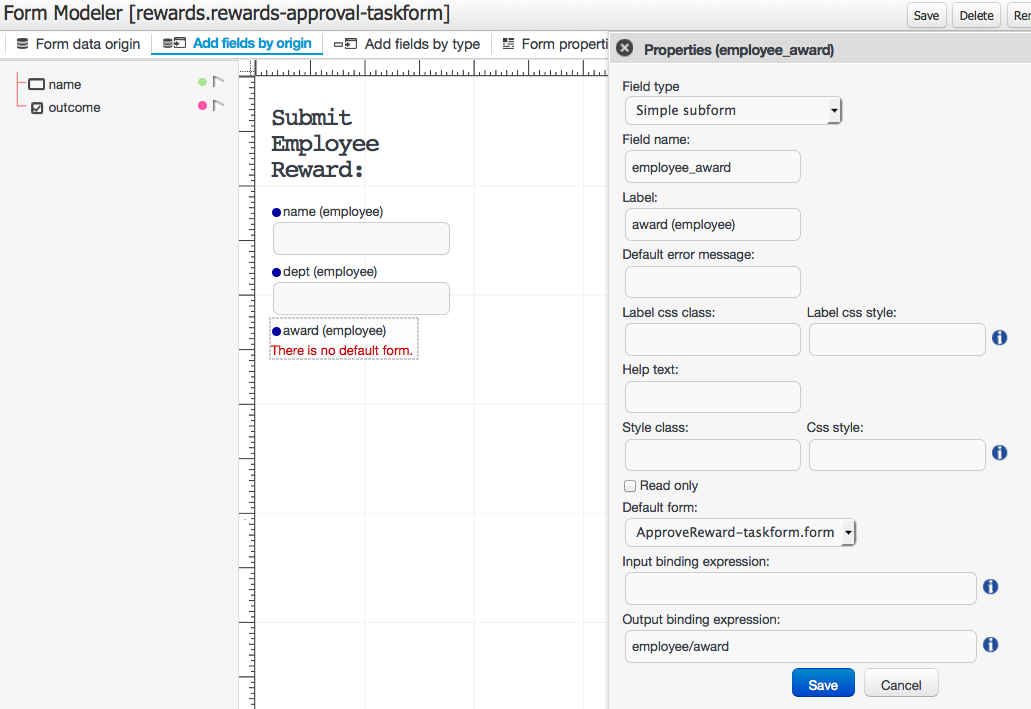 Form Modeler [rewards.rewards-approval-taskform]
Save
Delete
Form data origin
Add fields by origin
Add fields by type
name
outcome
Submit
Employee
Reward:
name (employee)
dept (employee)
award (employee)
There is no default form.
Properties (employee_award)
Field type
Simple subform
Field name:
employee_award
Label:
award (employee)
Default error message:
Label css class:
Label css style:
Help text:
Style class:
Css style:
Read only
Default form:
ApproveReward-taskform.form
Input binding expression:
Output binding expression:
employee/award
Save
Cancel